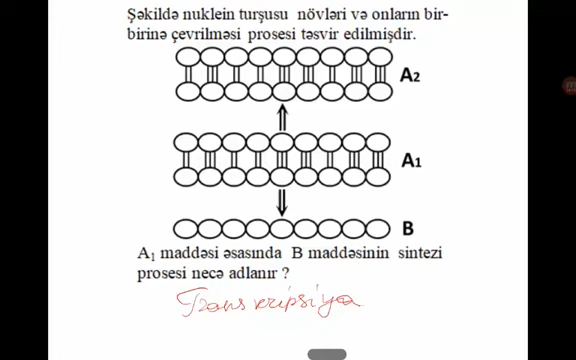 Şəkildə nuklein turşusu növləri və onların bir-
birinə çevrilməsi prosesi təsvir edilmişdir.
A2
A1
B
A1 maddəsi əsasında B maddəsinin sintezi
prosesi necə adlanır ?
Transkripsiya